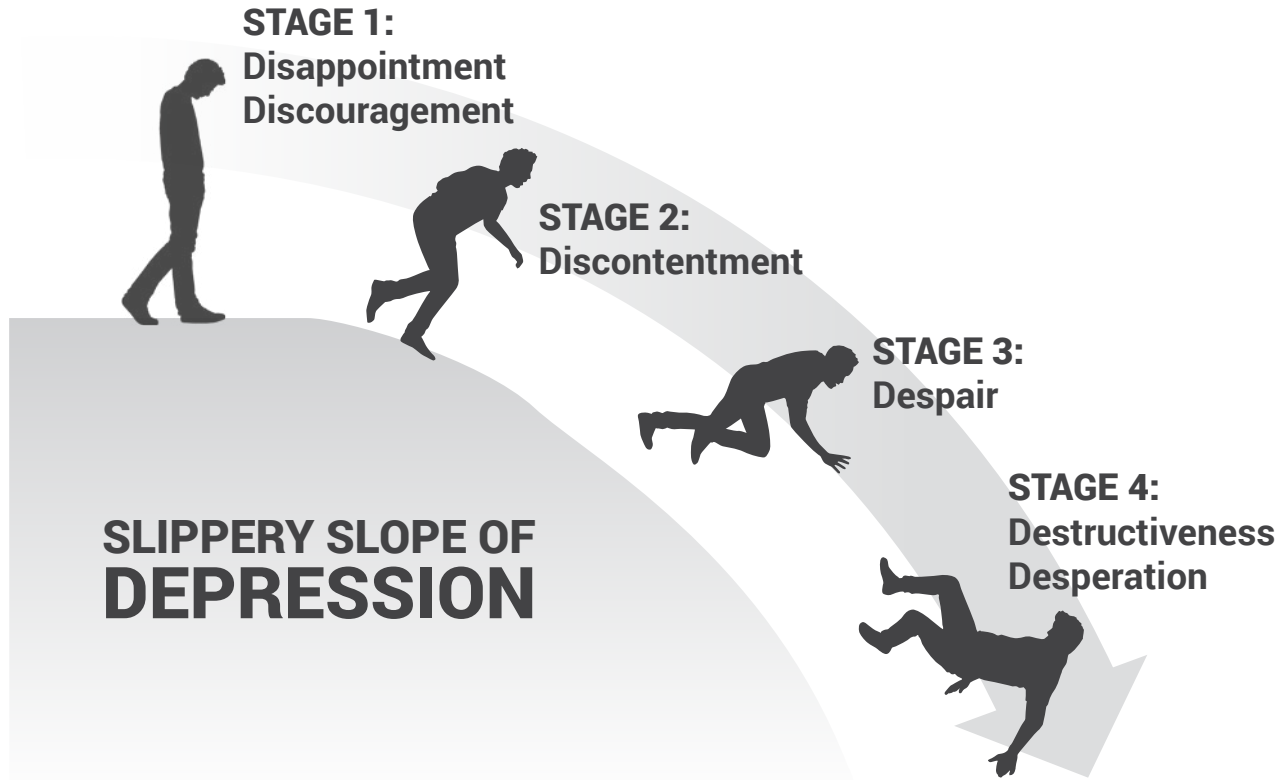 STAGE 1:
Disappointment
Discouragement
STAGE 2:
Discontentment
STAGE 3:
Despair
STAGE 4:
Destructiveness
Desperation
SLIPPERY SLOPE OF
DEPRESSION